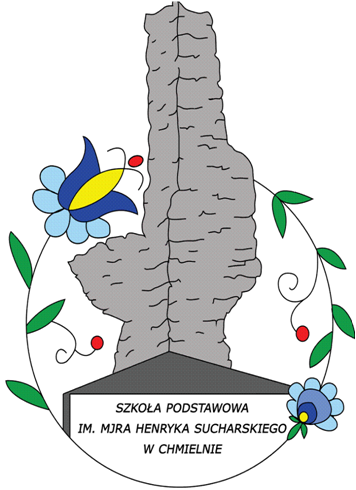 SZKOŁA PODSTAWOWA
IM. MJRA HENRYKA SUCHARSKIEGO
W CHMIELNIE